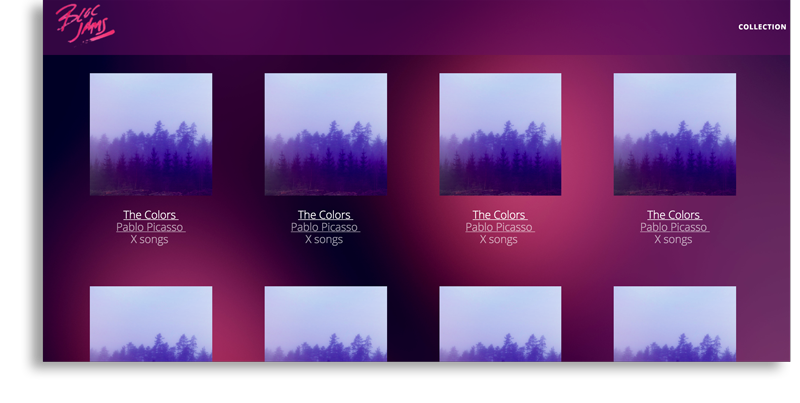 Bloc
Jams
COLLECTION
The Colors
The Colors
The Colors
The Colors
Pablo Picasso
Pablo Picasso
Pablo Picasso
Pablo Picasso
X songs
X songs
X songs
X songs